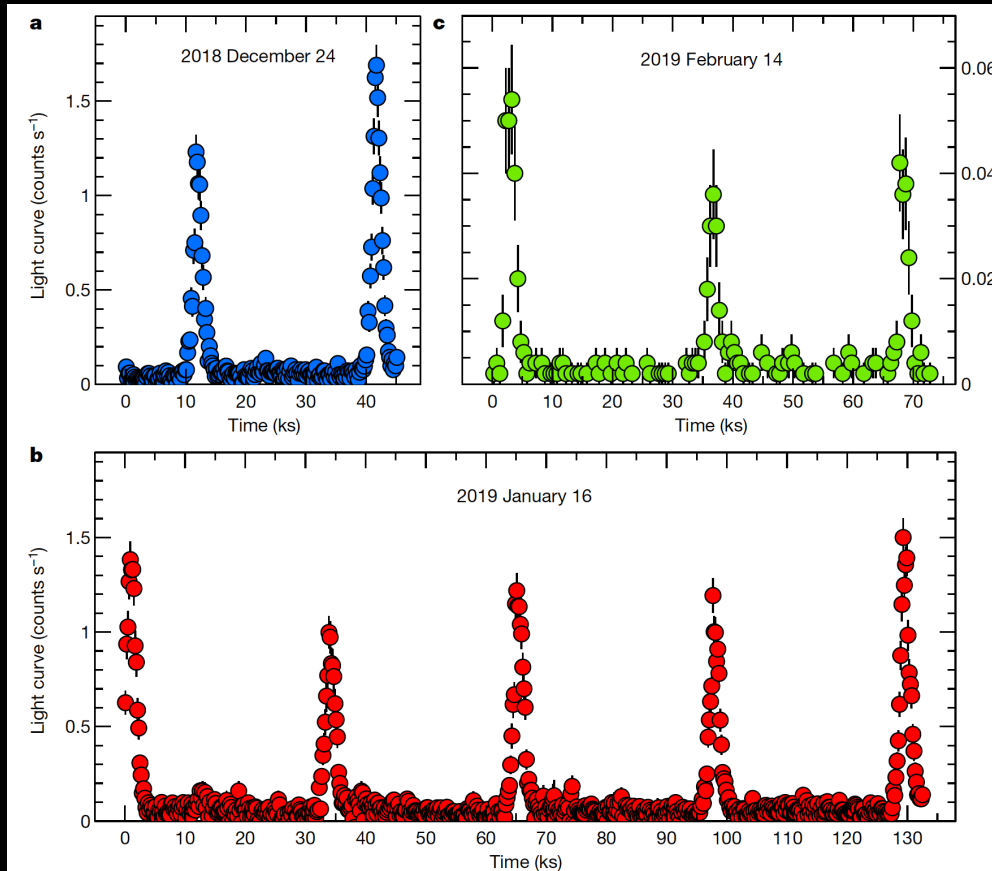 a
2018 December 24
Light curve (counts s⁻¹)
1.5
1
0.5
0
0 10 20 30 40
Time (ks)
c
2019 February 14
0.06
0.04
0.02
0
0 10 20 30 40 50 60 70
Time (ks)
b
2019 January 16
Light curve (counts s⁻¹)
1.5
1
0.5
0
0 10 20 30 40 50 60 70 80 90 100 110 120 130
Time (ks)